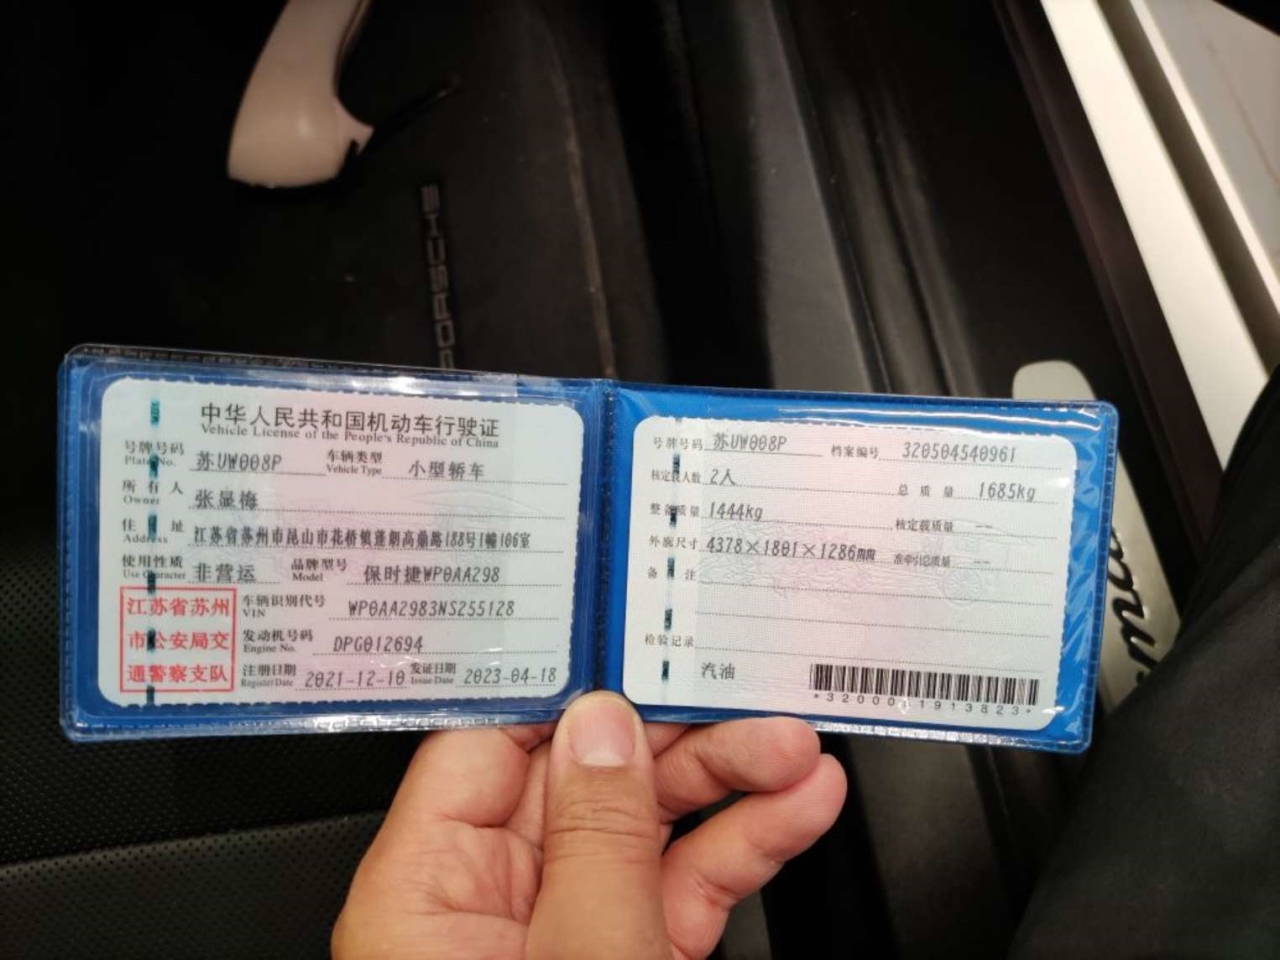 PORSCHE
中华人民共和国机动车行驶证
Vehicle License of the People's Republic of China
号牌号码 苏UW008P 车辆类型 小型轿车
Plate No. Vehicle Type
所有人 张显梅
Owner
住址 江苏省苏州市昆山市花桥镇蓬朗高鼎路188号1幢106室
Address
使用性质 非营运 品牌型号 保时捷WP0AA298
Use Character Model
江苏省苏州
市公安局交
通警察支队
车辆识别代号 WP0AA2983NS255128
VIN
发动机号码 DPG012694
Engine No.
注册日期 2021-12-10 发证日期 2023-04-18
Register Date Issue Date
号牌号码 苏UW008P 档案编号 320504540961
核定载人数 2人 总质量 1685kg
整备质量 1444kg 核定载质量 --
外廓尺寸 4378×1801×1286mm 准牵引总质量 --
备注
检验记录
汽油